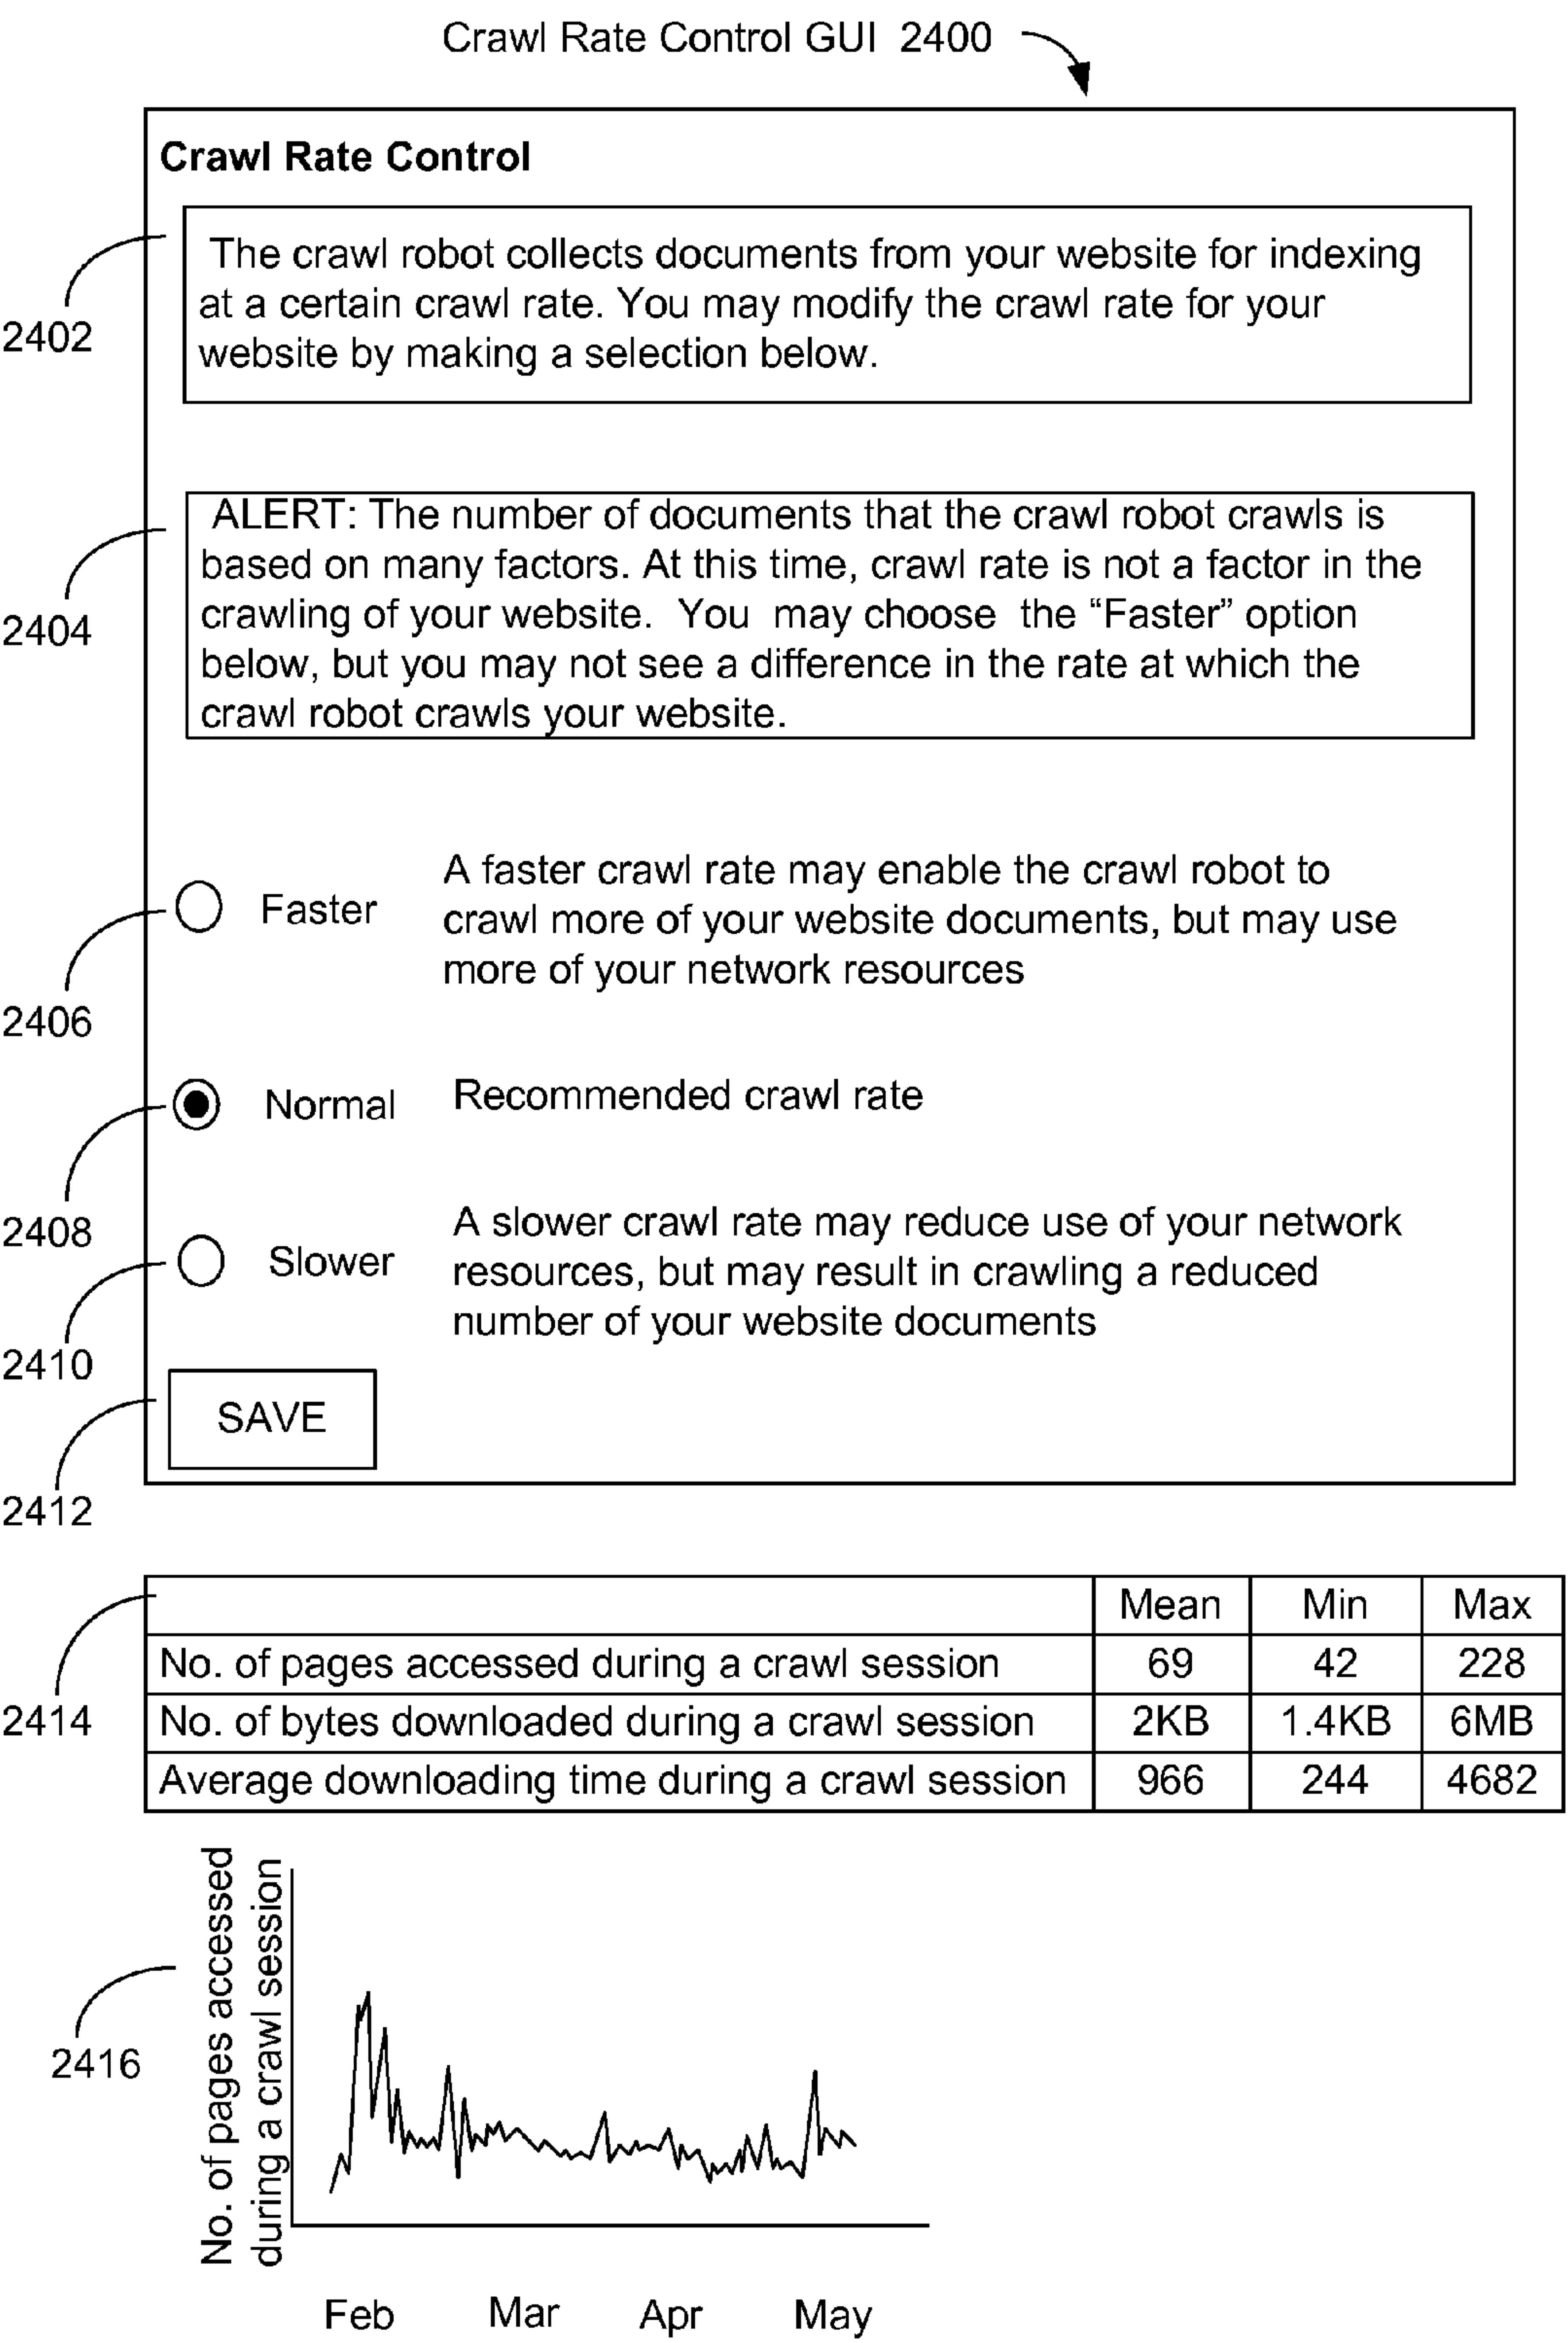 Crawl Rate Control GUI 2400
Crawl Rate Control
2402
The crawl robot collects documents from your website for indexing
at a certain crawl rate. You may modify the crawl rate for your
website by making a selection below.
2404
ALERT: The number of documents that the crawl robot crawls is
based on many factors. At this time, crawl rate is not a factor in the
crawling of your website. You may choose the “Faster” option
below, but you may not see a difference in the rate at which the
crawl robot crawls your website.
2406
Faster
A faster crawl rate may enable the crawl robot to
crawl more of your website documents, but may use
more of your network resources
2408
Normal
Recommended crawl rate
2410
Slower
A slower crawl rate may reduce use of your network
resources, but may result in crawling a reduced
number of your website documents
2412
SAVE
2414
Mean Min Max
No. of pages accessed during a crawl session 69 42 228
No. of bytes downloaded during a crawl session 2KB 1.4KB 6MB
Average downloading time during a crawl session 966 244 4682
2416
No. of pages accessed
during a crawl session
Feb Mar Apr May